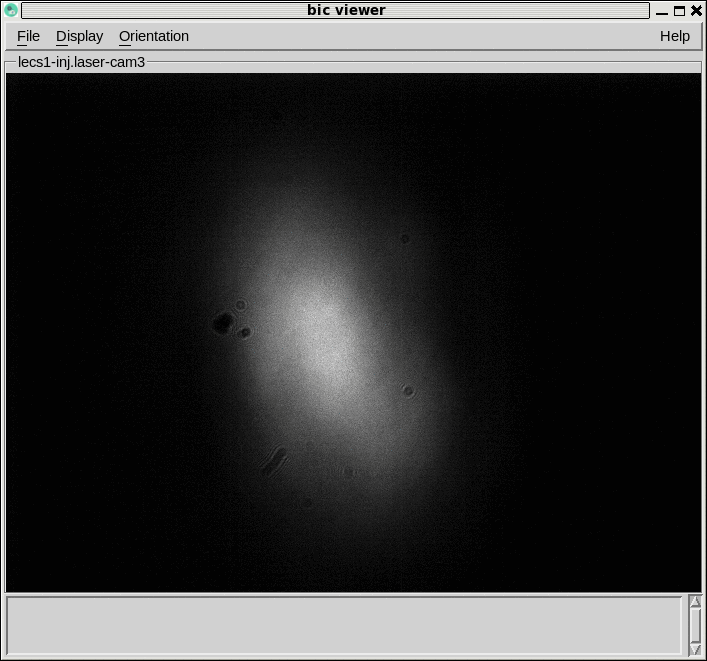 bic viewer
File Display Orientation Help
lecs1-inj.laser-cam3